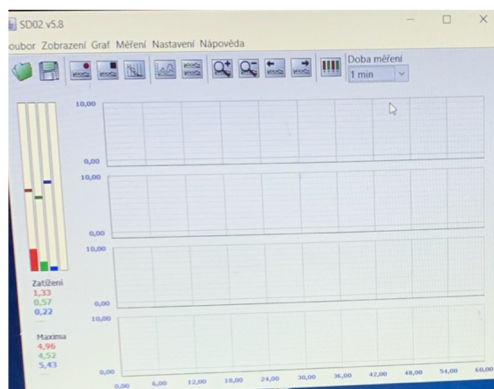 SD02 v5.8
oubor Zobrazení Graf Měření Nastavení Nápověda
Doba měření
1 min
10,00
0,00
10,00
0,00
10,00
0,00
10,00
0,00
0,00 6,00 12,00 18,00 24,00 30,00 36,00 42,00 48,00 54,00 60,00
Zatížení
1,33
0,57
0,22
Maxima
4,96
4,52
5,43